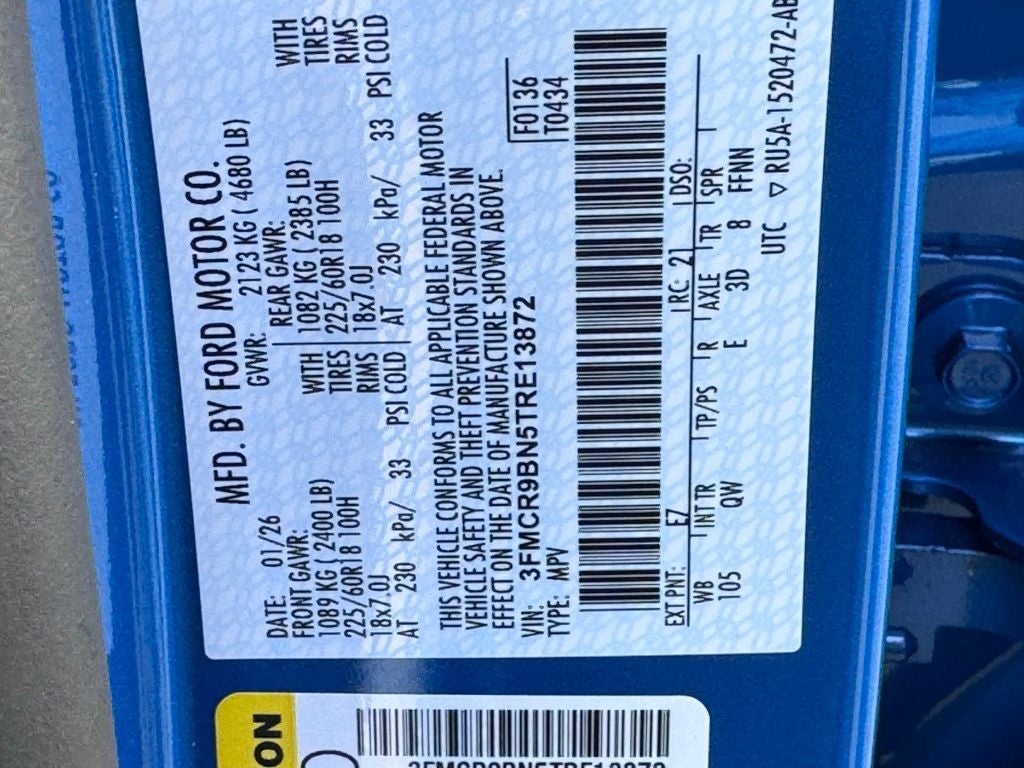 MFD. BY FORD MOTOR CO.
DATE: 01/26 GVWR: 2123 KG ( 4680 LB)
FRONT GAWR: REAR GAWR:
1089 KG ( 2400 LB) WITH 1082 KG ( 2385 LB) WITH
225/60R18 100H TIRES 225/60R18 100H TIRES
18x7.0J RIMS 18x7.0J RIMS
AT 230 kPa/ 33 PSI COLD AT 230 kPa/ 33 PSI COLD
THIS VEHICLE CONFORMS TO ALL APPLICABLE FEDERAL MOTOR
VEHICLE SAFETY AND THEFT PREVENTION STANDARDS IN
EFFECT ON THE DATE OF MANUFACTURE SHOWN ABOVE.
VIN: 3FMCR9BN5TRE13872 F0136
TYPE: MPV T0434
EXT PNT: E7 RC: 21 DSO:
WB INT TR TP/PS R AXLE TR SPR
105 QW E 3D 8 FFNN
UTC ▽ RU5A-1520472-AB
ON